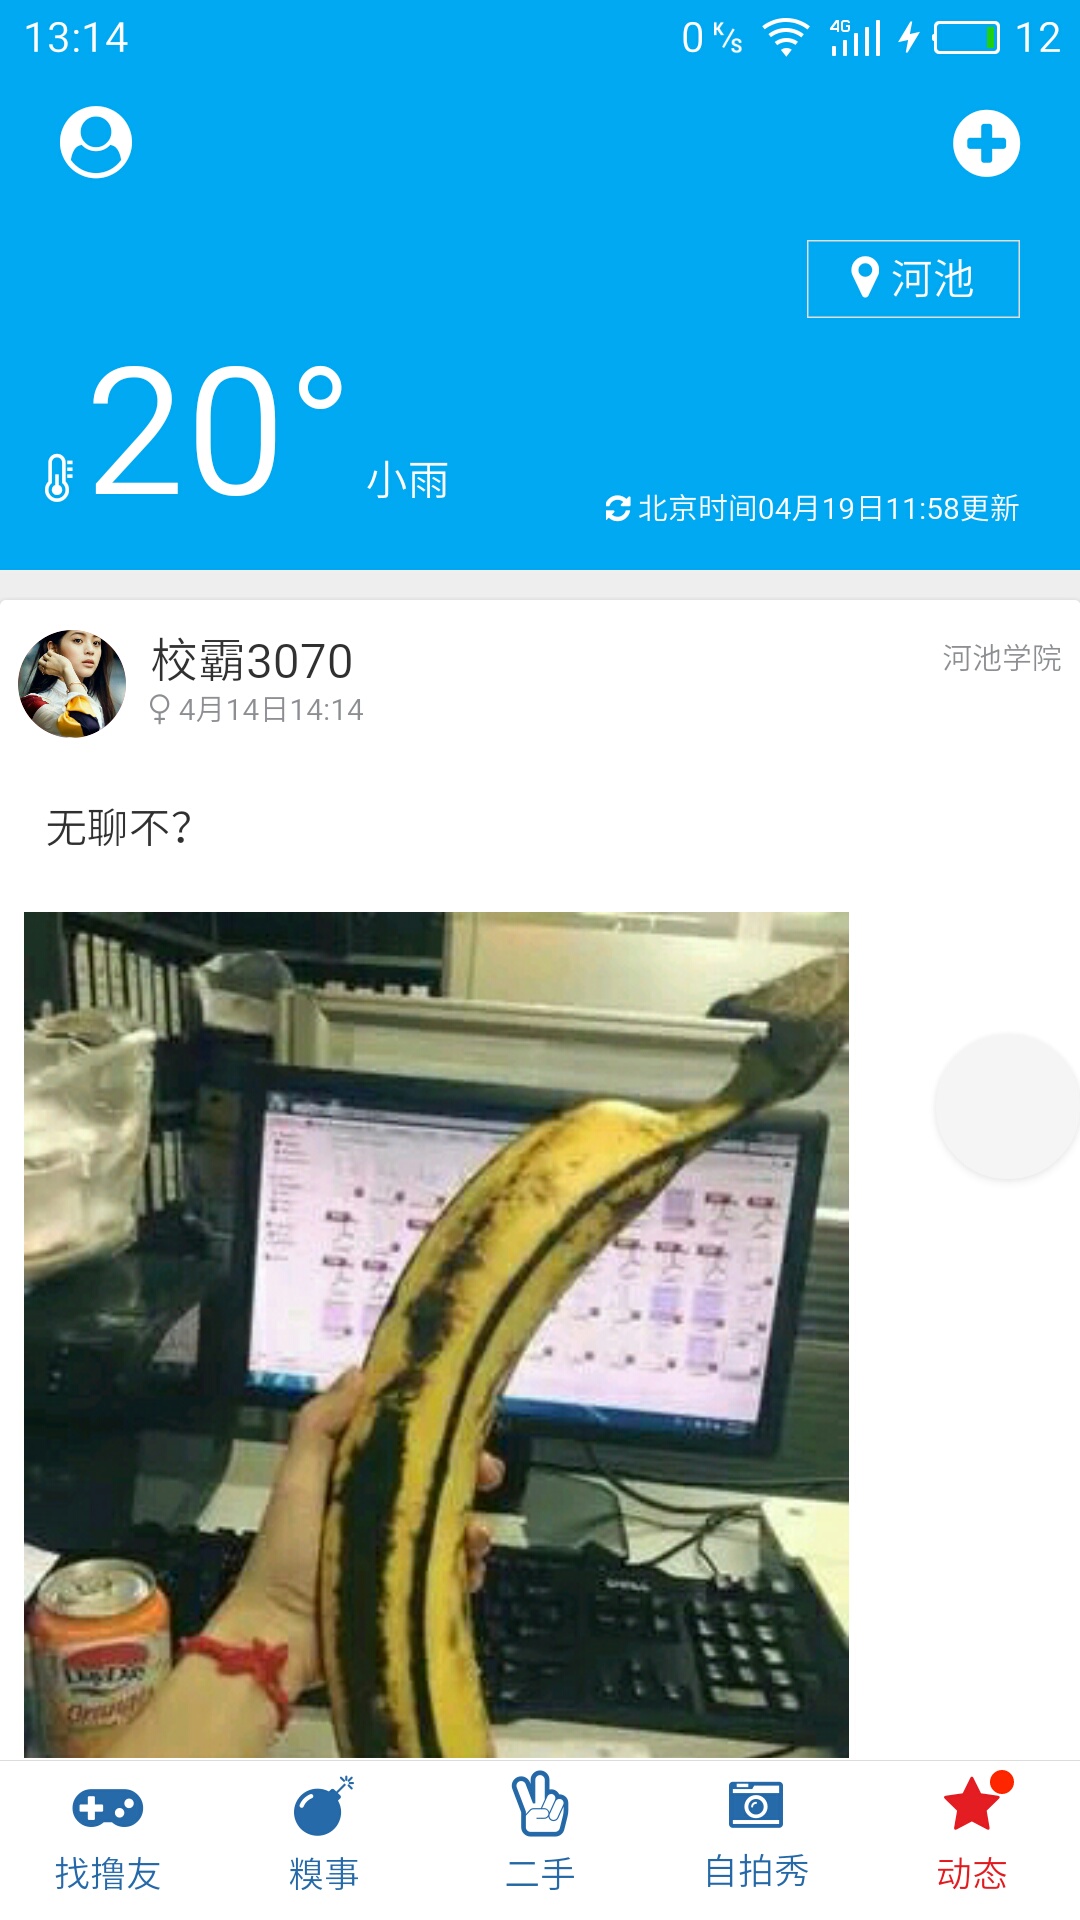 13:14
0 K/s 4G 12
河池
20°
小雨
北京时间04月19日11:58更新
校霸3070
河池学院
4月14日14:14
无聊不?
DELL
找撸友
糗事
二手
自拍秀
动态